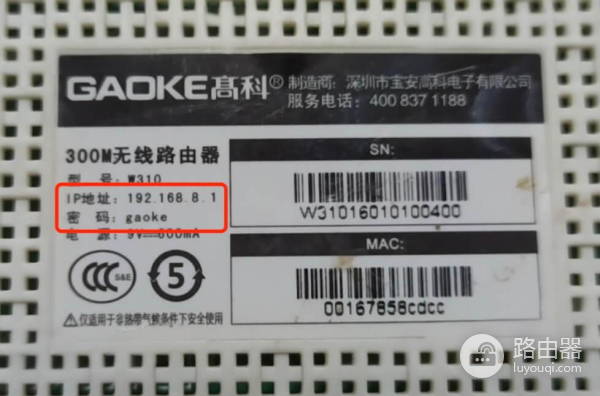 GAOKE高科® 制造商：深圳市宝安高科电子有限公司
服务电话：400 837 1188
300M无线路由器
型 号：W310
IP地址：192.168.8.1
密 码：gaoke
电 源：9V⎓600mA
S&E
5
仅适用于非热带气候条件下安全使用
SN:
W31016010100400
MAC:
00167858cdcc
路由器
luyouqi.com